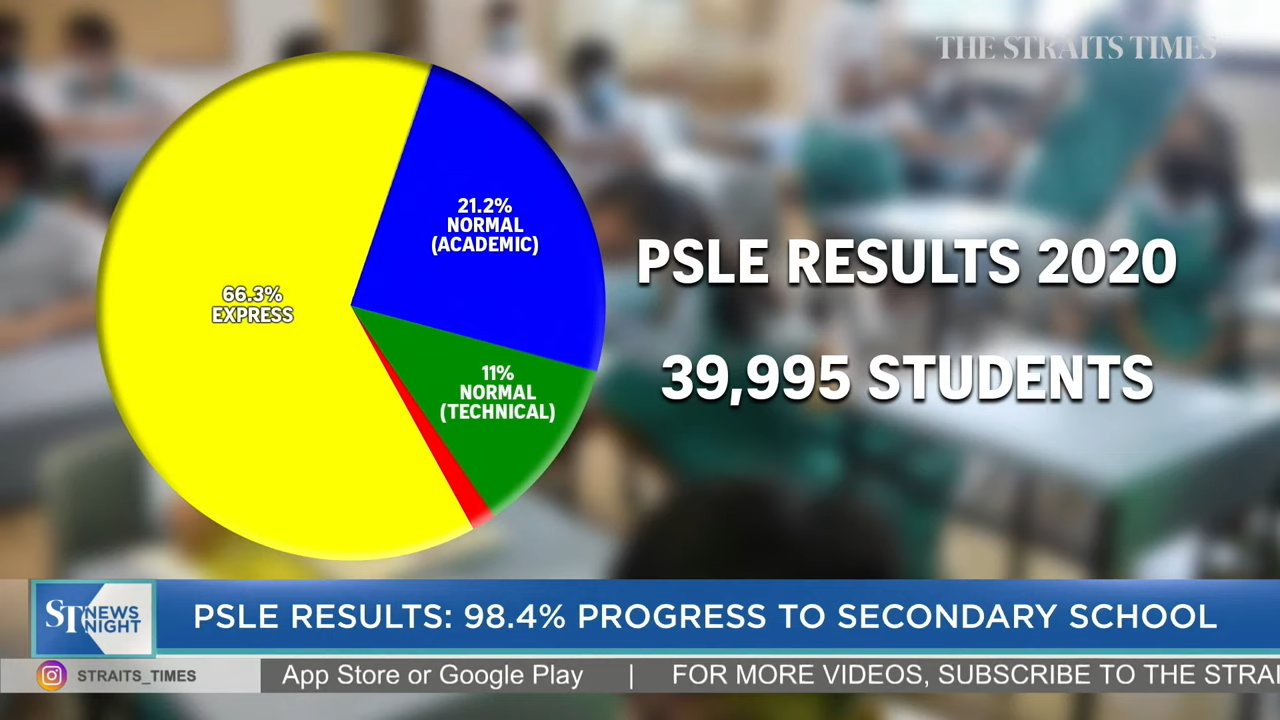 THE STRAITS TIMES
21.2%
NORMAL
(ACADEMIC)
66.3%
EXPRESS
11%
NORMAL
(TECHNICAL)
PSLE RESULTS 2020
39,995 STUDENTS
ST NEWS
NIGHT
PSLE RESULTS: 98.4% PROGRESS TO SECONDARY SCHOOL
STRAITS_TIMES
App Store or Google Play | FOR MORE VIDEOS, SUBSCRIBE TO THE STRAI